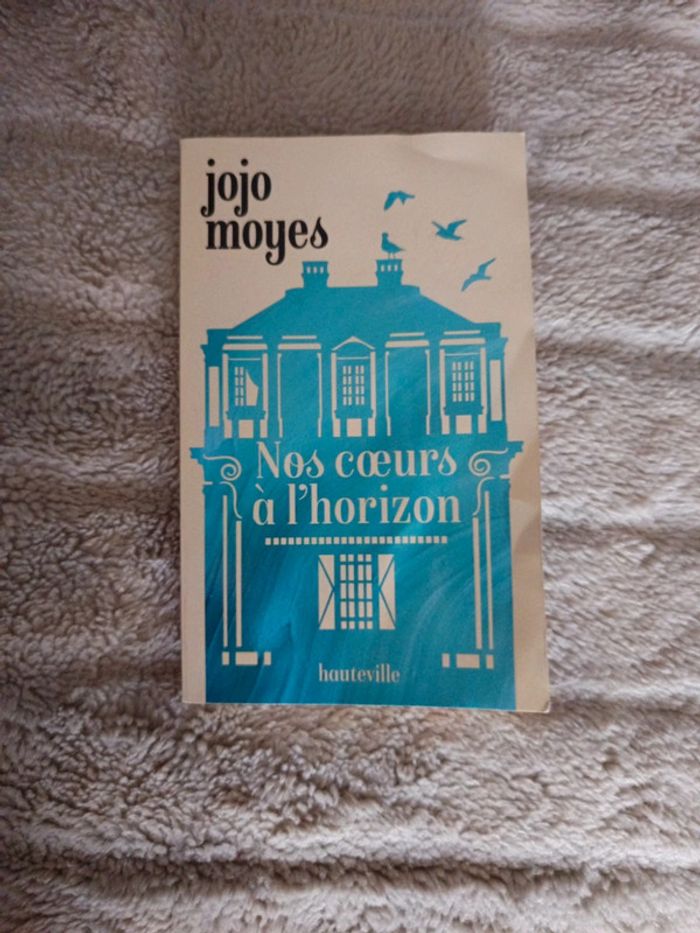 jojo
moyes
Nos cœurs
à l'horizon
hauteville